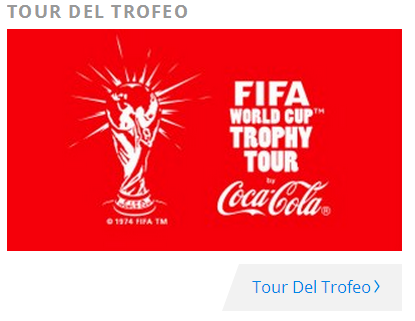 TOUR DEL TROFEO
FIFA
WORLD CUP™
TROPHY
TOUR
by
Coca-Cola®
© 1974 FIFA TM
Tour Del Trofeo